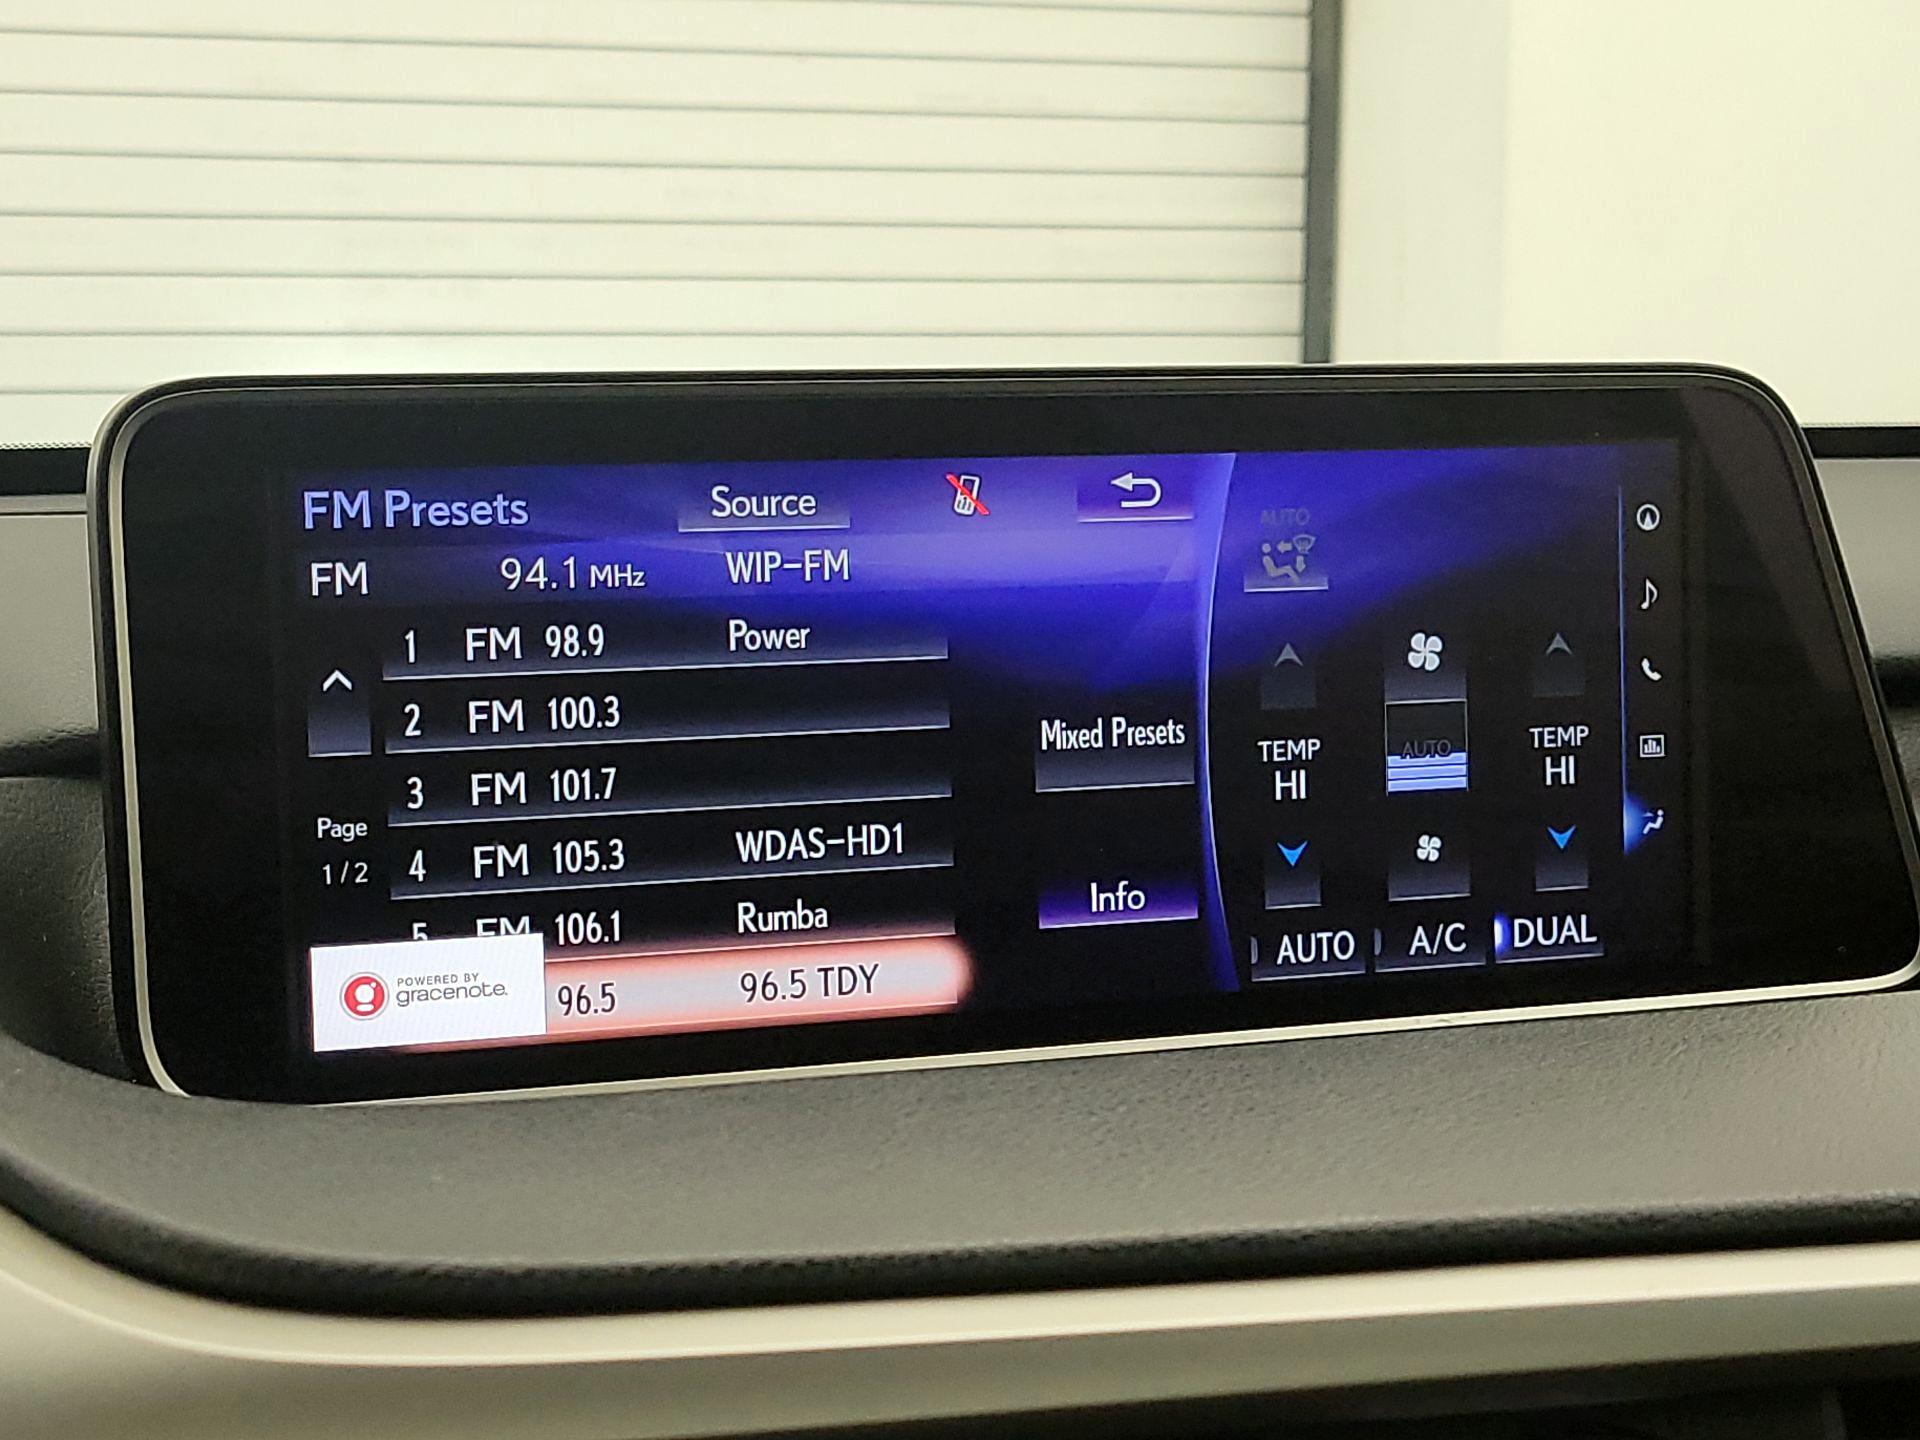 FM Presets Source
FM 94.1 MHz WIP-FM
1 FM 98.9 Power
2 FM 100.3
3 FM 101.7
4 FM 105.3 WDAS-HD1
5 FM 106.1 Rumba
96.5 96.5 TDY
Page
1/2
POWERED BY
gracenote.
Mixed Presets
Info
AUTO
TEMP
HI
AUTO
TEMP
HI
AUTO A/C DUAL